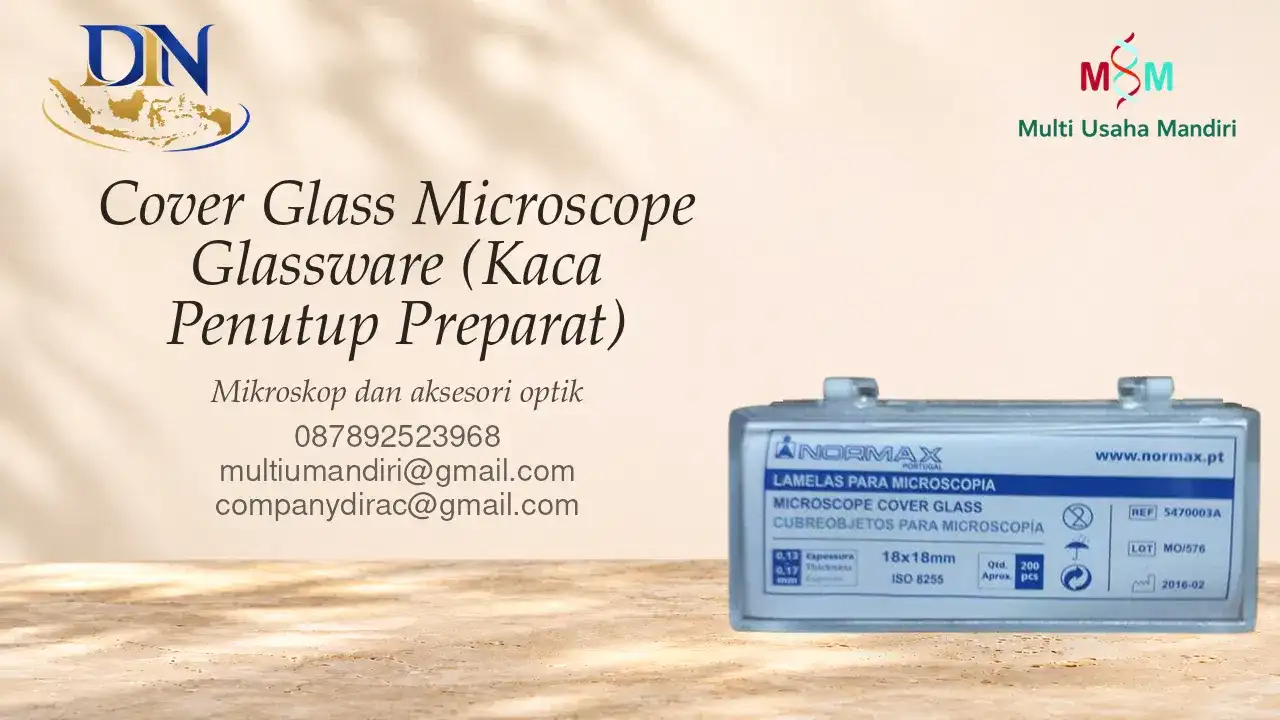 DIN
MSM
Multi Usaha Mandiri
Cover Glass Microscope
Glassware (Kaca
Penutup Preparat)
Mikroskop dan aksesori optik
087892523968
multiumandiri@gmail.com
companydirac@gmail.com
NORMAX
PORTUGAL
www.normax.pt
LAMELAS PARA MICROSCOPIA
MICROSCOPE COVER GLASS
CUBREOBJETOS PARA MICROSCOPÍA
REF 5470003A
LOT MO/576
2016-02
0,13
-
0,17
mm
Espessura
Thickness
18x18mm
ISO 8255
Qtd.
Aprox.
200
pcs